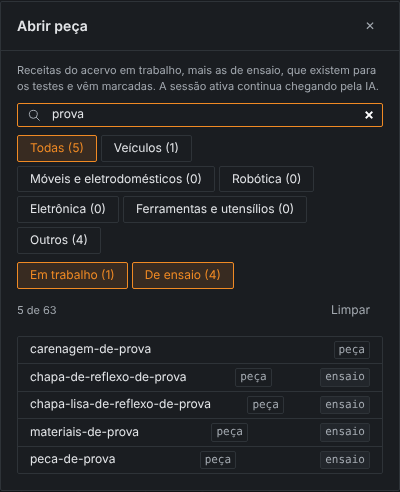 Abrir peça ×
Receitas do acervo em trabalho, mais as de ensaio, que existem para
os testes e vêm marcadas. A sessão ativa continua chegando pela IA.
prova ×
Todas (5) Veículos (1)
Móveis e eletrodomésticos (0) Robótica (0)
Eletrônica (0) Ferramentas e utensílios (0)
Outros (4)
Em trabalho (1) De ensaio (4)
5 de 63 Limpar
carenagem-de-prova peça
chapa-de-reflexo-de-prova peça ensaio
chapa-lisa-de-reflexo-de-prova peça ensaio
materiais-de-prova peça ensaio
peca-de-prova peça ensaio